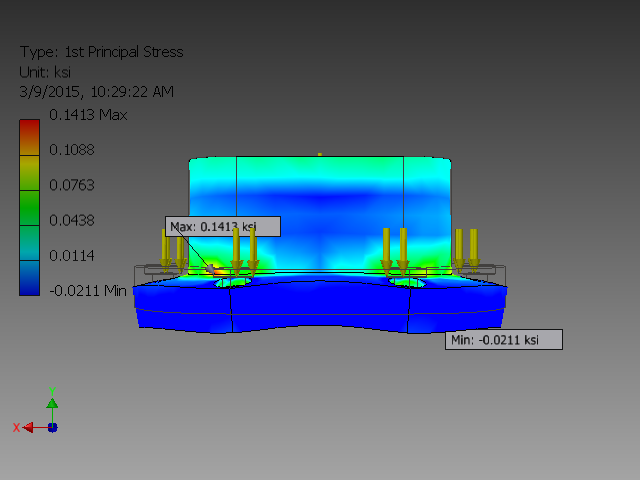 Type: 1st Principal Stress
Unit: ksi
3/9/2015, 10:29:22 AM
0.1413 Max
0.1088
0.0763
0.0438
0.0114
-0.0211 Min
Max: 0.1413 ksi
Min: -0.0211 ksi
Y
X